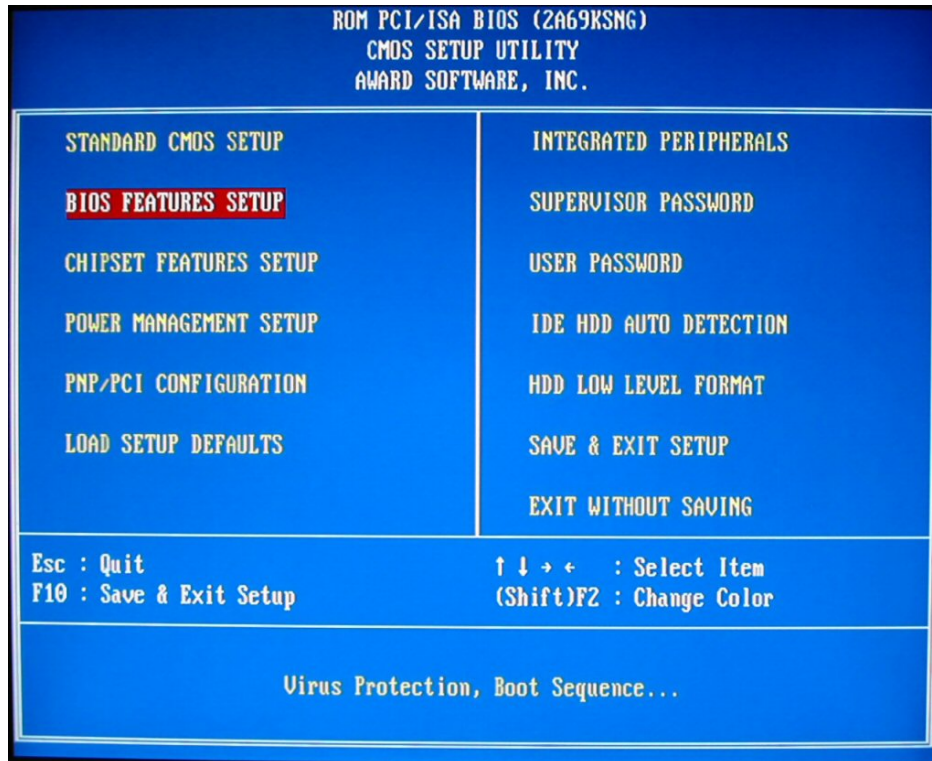 ROM PCI/ISA BIOS (2A69KSNG)
CMOS SETUP UTILITY
AWARD SOFTWARE, INC.
STANDARD CMOS SETUP
BIOS FEATURES SETUP
CHIPSET FEATURES SETUP
POWER MANAGEMENT SETUP
PNP/PCI CONFIGURATION
LOAD SETUP DEFAULTS
INTEGRATED PERIPHERALS
SUPERVISOR PASSWORD
USER PASSWORD
IDE HDD AUTO DETECTION
HDD LOW LEVEL FORMAT
SAVE & EXIT SETUP
EXIT WITHOUT SAVING
Esc : Quit
F10 : Save & Exit Setup
↑ ↓ → ← : Select Item
(Shift)F2 : Change Color
Virus Protection, Boot Sequence...